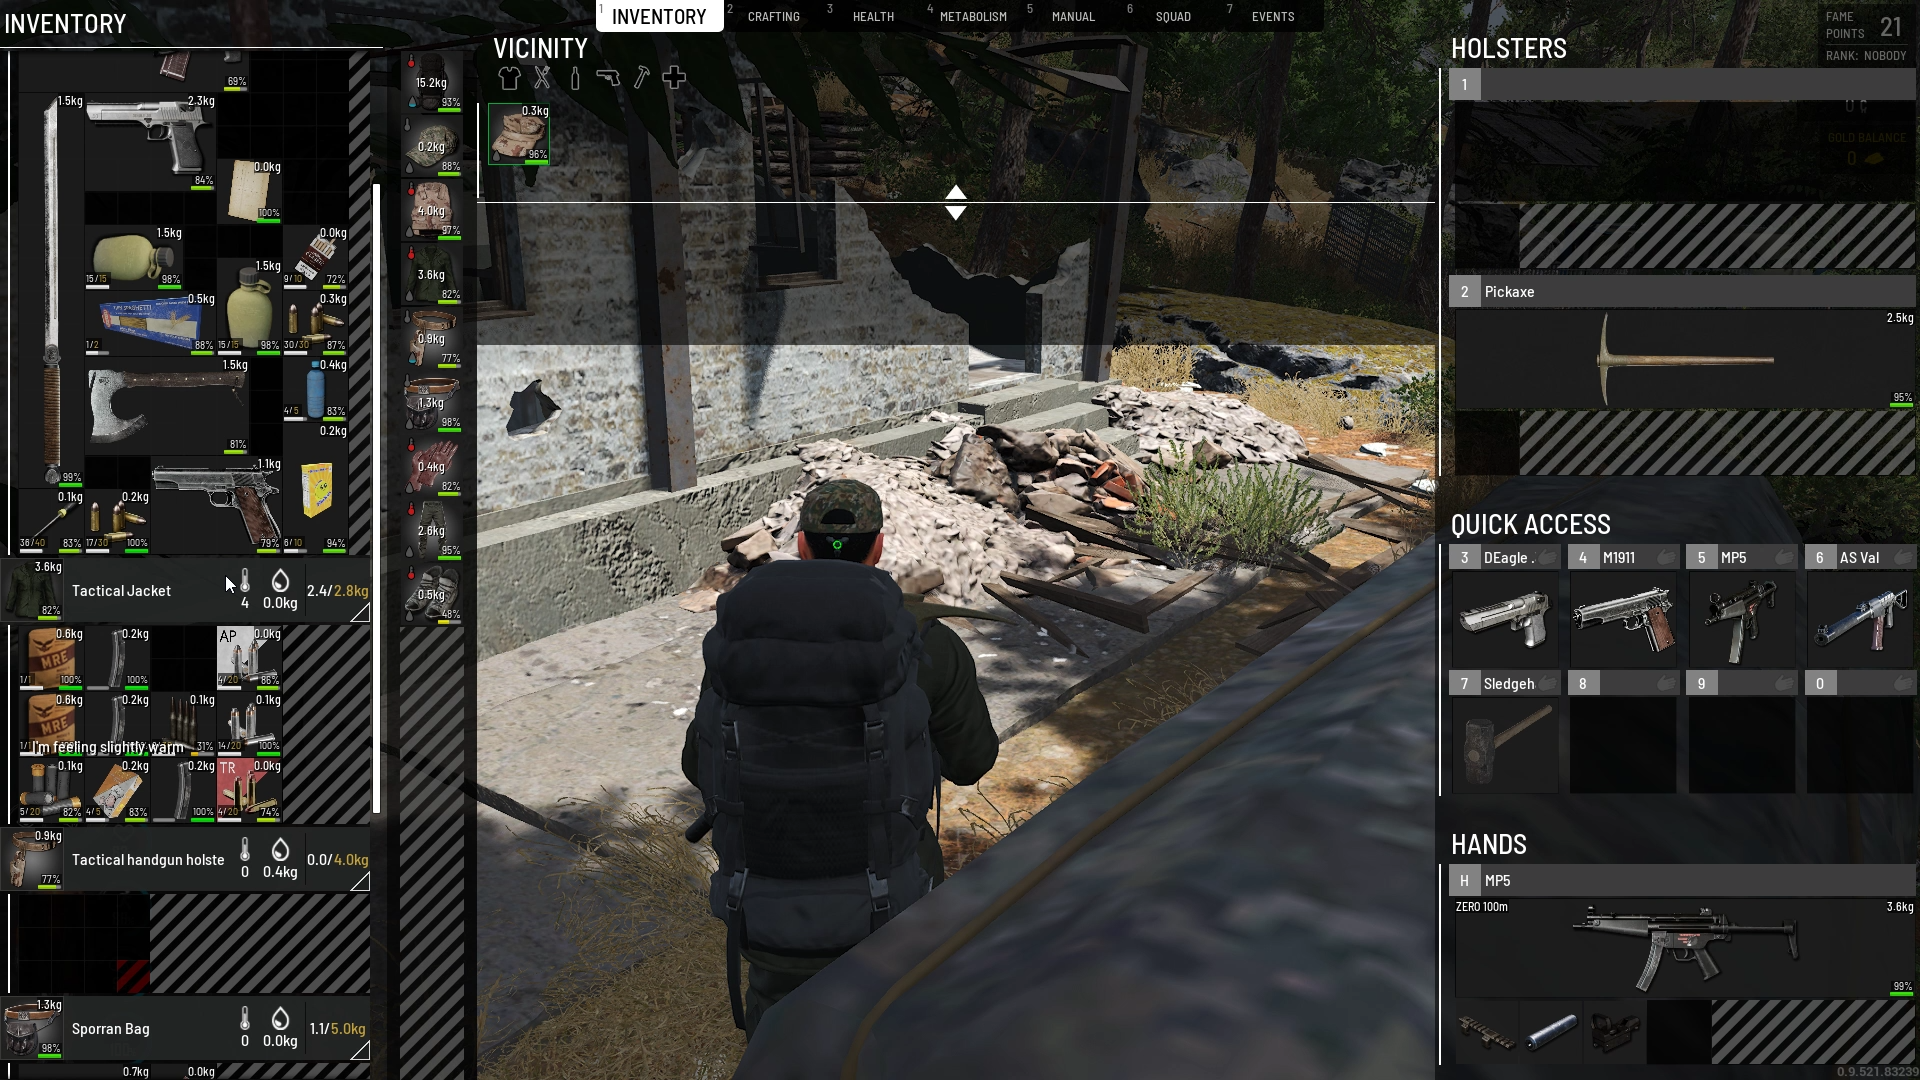 INVENTORY
1 INVENTORY
2 CRAFTING
3 HEALTH
4 METABOLISM
5 MANUAL
6 SQUAD
7 EVENTS
FAME POINTS 21
RANK: NOBODY
GOLD BALANCE
0
69%
1.5kg
2.3kg
84%
0.0kg
100%
1.5kg
15/15 98%
0.0kg
9/10 72%
1.5kg
15/15 98%
0.5kg
1/2 88%
0.3kg
30/30 87%
1.5kg
81%
0.4kg
4/5 83%
99%
0.2kg
6/10 94%
0.1kg
36/40 83%
0.2kg
17/30 100%
1.1kg
79%
3.6kg
82%
Tactical Jacket
4
0.0kg
2.4/2.8kg
MRE
0.6kg
1/1 100%
0.2kg
100%
AP
0.0kg
4/20 86%
MRE
0.6kg
0.2kg
0.1kg
31%
0.1kg
14/20 100%
I'm feeling slightly warm
0.1kg
5/20 82%
0.2kg
4/5 83%
0.2kg
100%
TR
0.0kg
4/20 74%
0.9kg
77%
Tactical handgun holste
0
0.4kg
0.0/4.0kg
1.3kg
98%
Sporran Bag
0
0.0kg
1.1/5.0kg
0.7kg
0.0kg
15.2kg
93%
0.2kg
88%
4.0kg
97%
3.6kg
82%
0.9kg
77%
1.3kg
98%
0.4kg
82%
2.6kg
95%
0.5kg
48%
VICINITY
0.3kg
96%
HOLSTERS
1
2 Pickaxe
2.5kg
95%
QUICK ACCESS
3 DEagle .
4 M1911
5 MP5
6 AS Val
7 Sledgeh
8
9
0
HANDS
H MP5
ZERO 100m
3.6kg
99%
0.9.521.83239